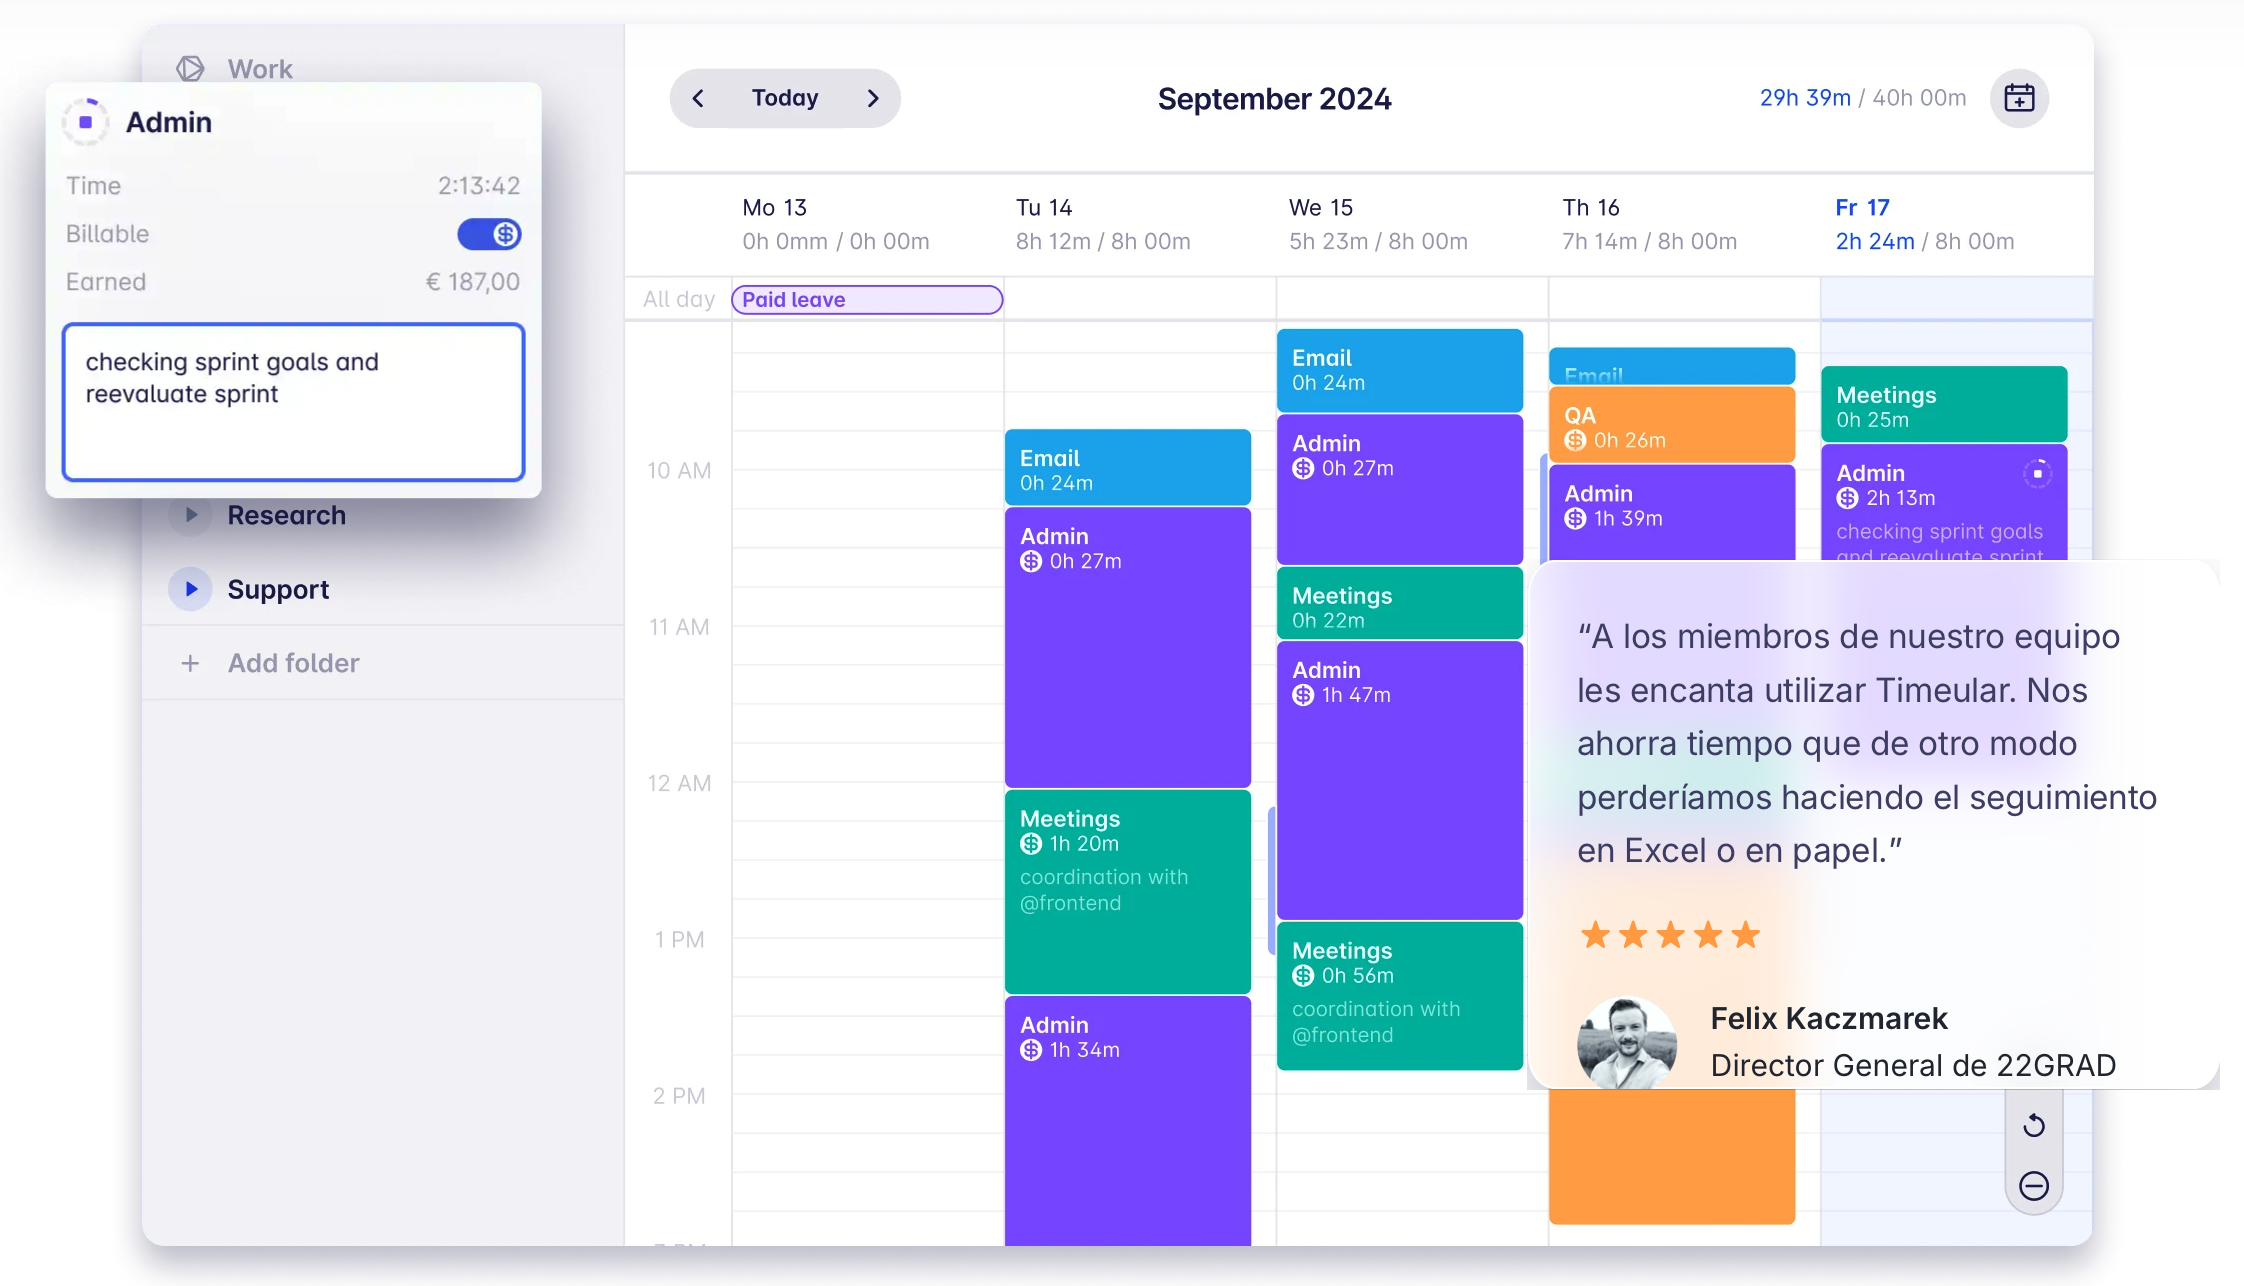 Work
Admin
Time 2:13:42
Billable
Earned € 187,00
checking sprint goals and
reevaluate sprint
Research
Support
+ Add folder
Today
September 2024
29h 39m / 40h 00m
Mo 13
0h 0mm / 0h 00m
Tu 14
8h 12m / 8h 00m
We 15
5h 23m / 8h 00m
Th 16
7h 14m / 8h 00m
Fr 17
2h 24m / 8h 00m
All day
Paid leave
10 AM
11 AM
12 AM
1 PM
2 PM
Email
0h 24m
Admin
0h 27m
Meetings
1h 20m
coordination with
@frontend
Admin
1h 34m
Email
0h 24m
Admin
0h 27m
Meetings
0h 22m
Admin
1h 47m
Meetings
0h 56m
coordination with
@frontend
Email
QA
0h 26m
Admin
1h 39m
Meetings
0h 25m
Admin
2h 13m
checking sprint goals
and reevaluate sprint
“A los miembros de nuestro equipo
les encanta utilizar Timeular. Nos
ahorra tiempo que de otro modo
perderíamos haciendo el seguimiento
en Excel o en papel.”
Felix Kaczmarek
Director General de 22GRAD